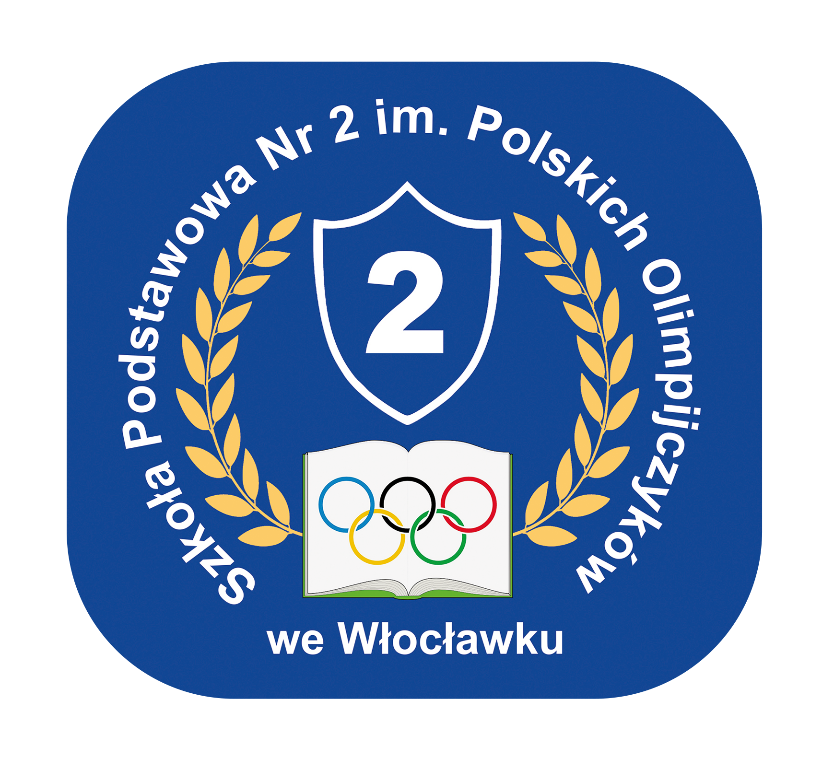 Szkoła Podstawowa Nr 2 im. Polskich Olimpijczyków
2
we Włocławku